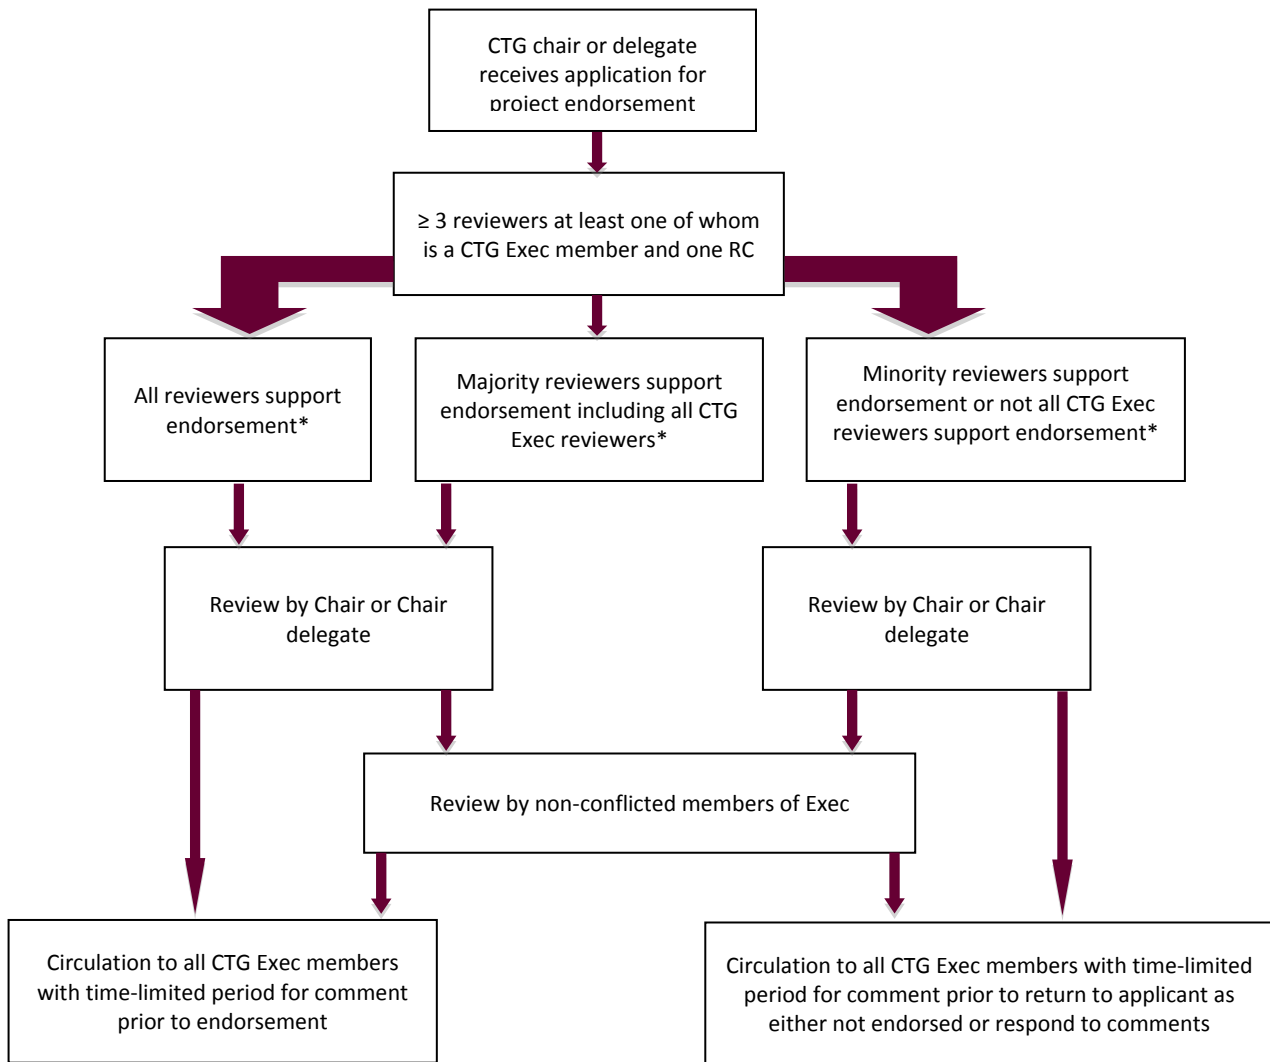 CTG chair or delegate
receives application for
project endorsement
≥ 3 reviewers at least one of whom
is a CTG Exec member and one RC
All reviewers support
endorsement*
Majority reviewers support
endorsement including all CTG
Exec reviewers*
Minority reviewers support
endorsement or not all CTG Exec
reviewers support endorsement*
Review by Chair or Chair
delegate
Review by Chair or Chair
delegate
Review by non-conflicted members of Exec
Circulation to all CTG Exec members
with time-limited period for comment
prior to endorsement
Circulation to all CTG Exec members with time-limited
period for comment prior to return to applicant as
either not endorsed or respond to comments